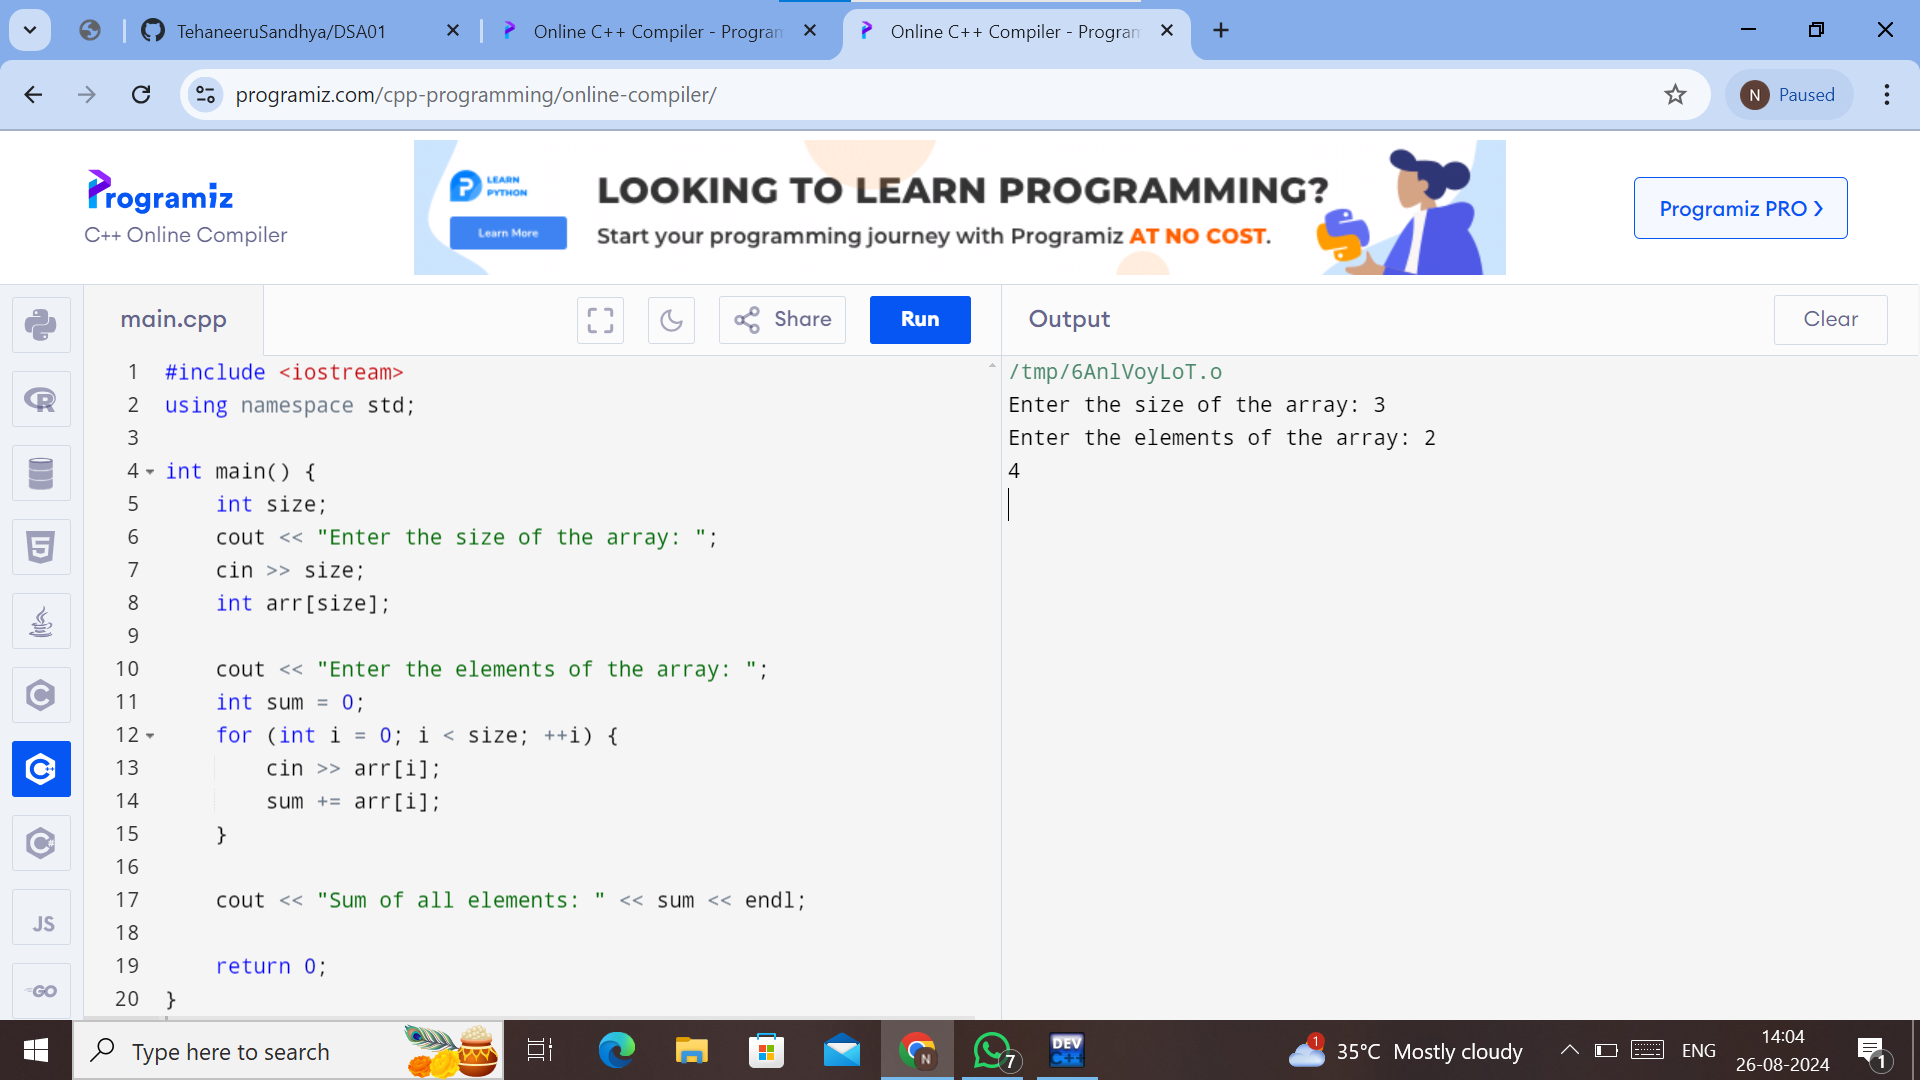 TehaneeruSandhya/DSA01
Online C++ Compiler - Program
Online C++ Compiler - Program
programiz.com/cpp-programming/online-compiler/
N
Paused
Programiz
C++ Online Compiler
LEARN PYTHON
Learn More
LOOKING TO LEARN PROGRAMMING?
Start your programming journey with Programiz AT NO COST.
Programiz PRO
main.cpp
Share
Run
Output
Clear
1 #include <iostream>
2 using namespace std;
3
4 int main() {
5 int size;
6 cout << "Enter the size of the array: ";
7 cin >> size;
8 int arr[size];
9
10 cout << "Enter the elements of the array: ";
11 int sum = 0;
12 for (int i = 0; i < size; ++i) {
13 cin >> arr[i];
14 sum += arr[i];
15 }
16
17 cout << "Sum of all elements: " << sum << endl;
18
19 return 0;
20 }
/tmp/6AnlVoyLoT.o
Enter the size of the array: 3
Enter the elements of the array: 2
4
R
5
C
C++
C#
JS
GO
Type here to search
N
7
DEV C++
1
35°C Mostly cloudy
ENG
14:04
26-08-2024
1